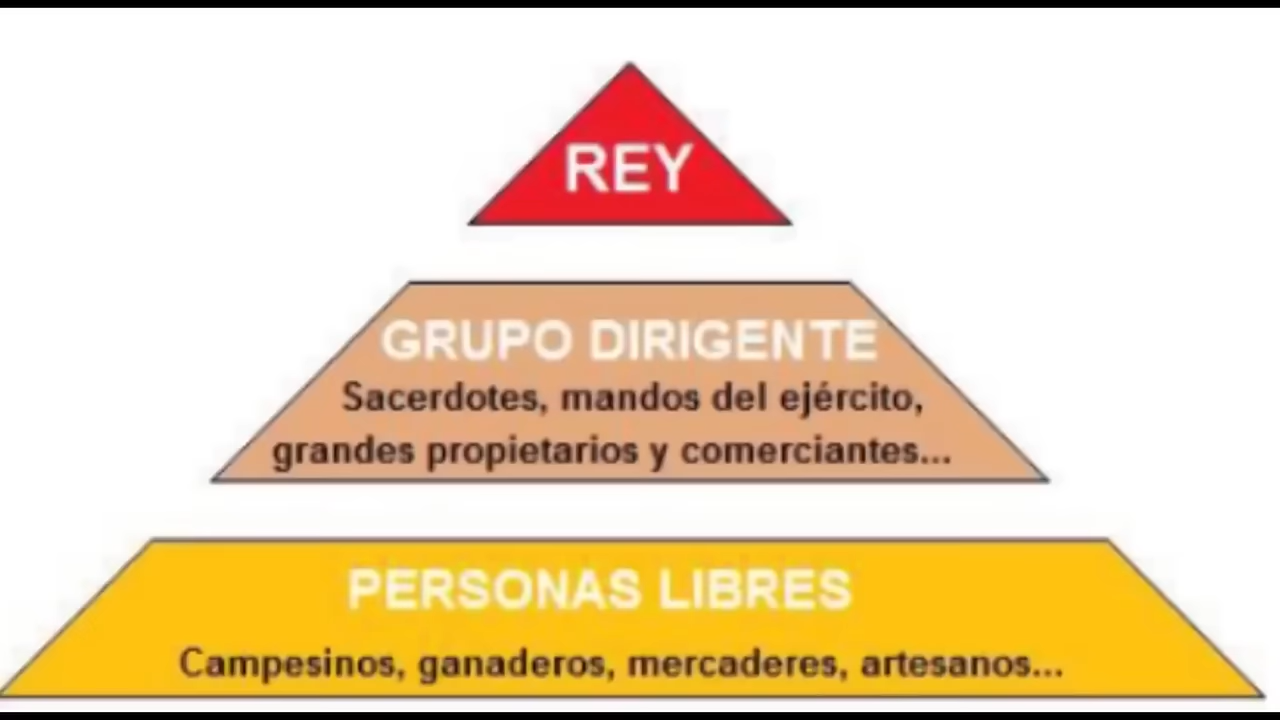 REY
GRUPO DIRIGENTE
Sacerdotes, mandos del ejército,
grandes propietarios y comerciantes...
PERSONAS LIBRES
Campesinos, ganaderos, mercaderes, artesanos...